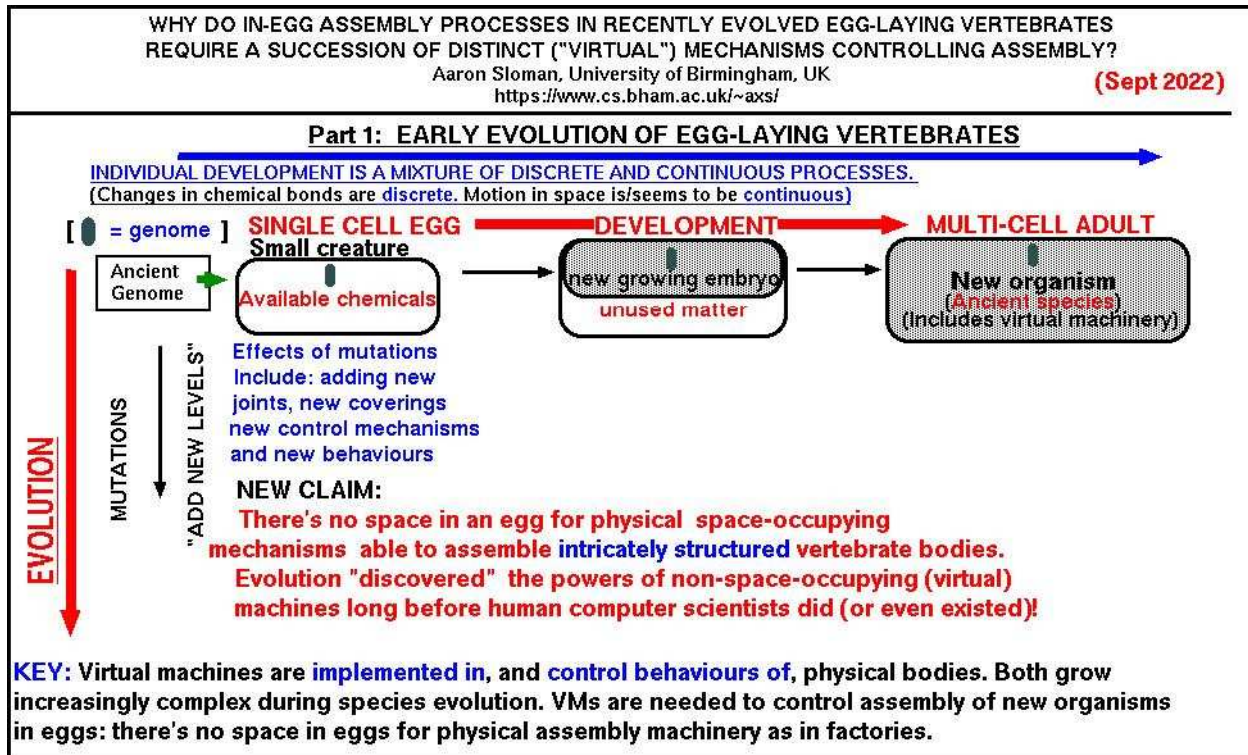 WHY DO IN-EGG ASSEMBLY PROCESSES IN RECENTLY EVOLVED EGG-LAYING VERTEBRATES
REQUIRE A SUCCESSION OF DISTINCT ("VIRTUAL") MECHANISMS CONTROLLING ASSEMBLY?
Aaron Sloman, University of Birmingham, UK
https://www.cs.bham.ac.uk/~axs/
(Sept 2022)
Part 1: EARLY EVOLUTION OF EGG-LAYING VERTEBRATES
INDIVIDUAL DEVELOPMENT IS A MIXTURE OF DISCRETE AND CONTINUOUS PROCESSES.
(Changes in chemical bonds are discrete. Motion in space is/seems to be continuous)
[ = genome ]
SINGLE CELL EGG
DEVELOPMENT
MULTI-CELL ADULT
Small creature
Ancient
Genome
Available chemicals
new growing embryo
unused matter
New organism
(Ancient species)
(Includes virtual machinery)
EVOLUTION
MUTATIONS
"ADD NEW LEVELS"
Effects of mutations
Include: adding new
joints, new coverings
new control mechanisms
and new behaviours
NEW CLAIM:
There's no space in an egg for physical space-occupying
mechanisms able to assemble intricately structured vertebrate bodies.
Evolution "discovered" the powers of non-space-occupying (virtual)
machines long before human computer scientists did (or even existed)!
KEY: Virtual machines are implemented in, and control behaviours of, physical bodies. Both grow
increasingly complex during species evolution. VMs are needed to control assembly of new organisms
in eggs: there's no space in eggs for physical assembly machinery as in factories.